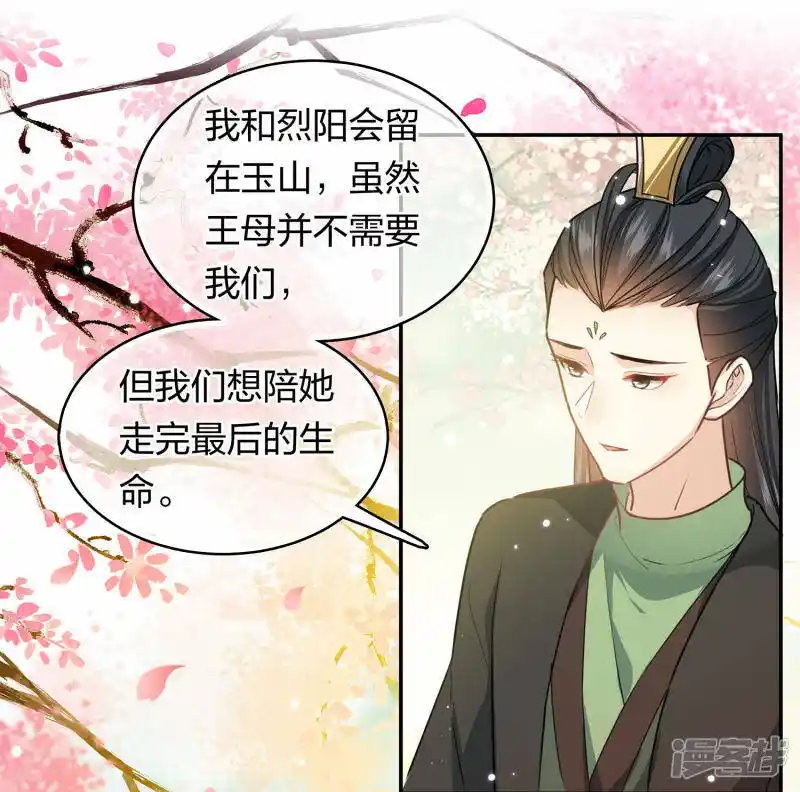 我和烈阳会留
在玉山，虽然
王母并不需要
我们，
但我们想陪她
走完最后的生
命。
漫客栈